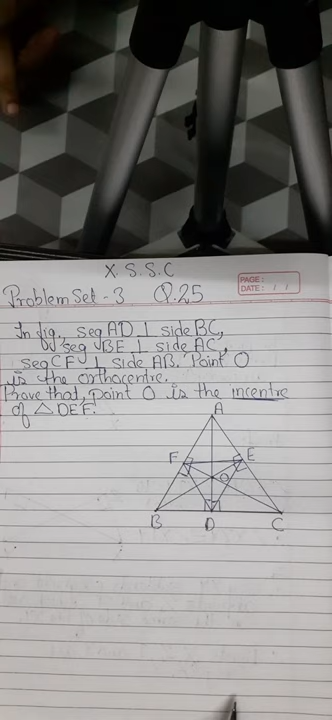 X. S. S. C
PAGE:
DATE: / /
Problem Set - 3 Q.25
In fig., seg AD ⊥ side BC,
seg BE ⊥ side AC,
seg CF ⊥ side AB. Point O
is the orthocentre.
Prove that, point O is the incentre
of △DEF.
A
F
E
O
B
D
C